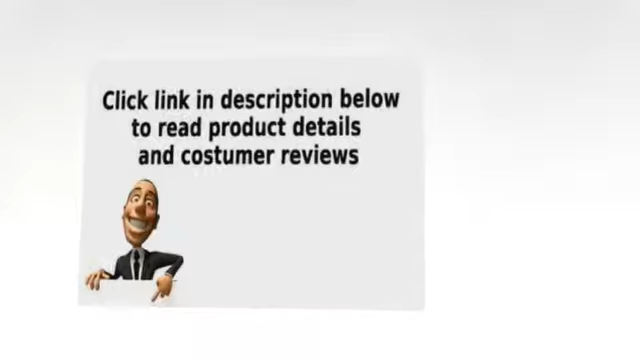 Click link in description below
to read product details
and costumer reviews